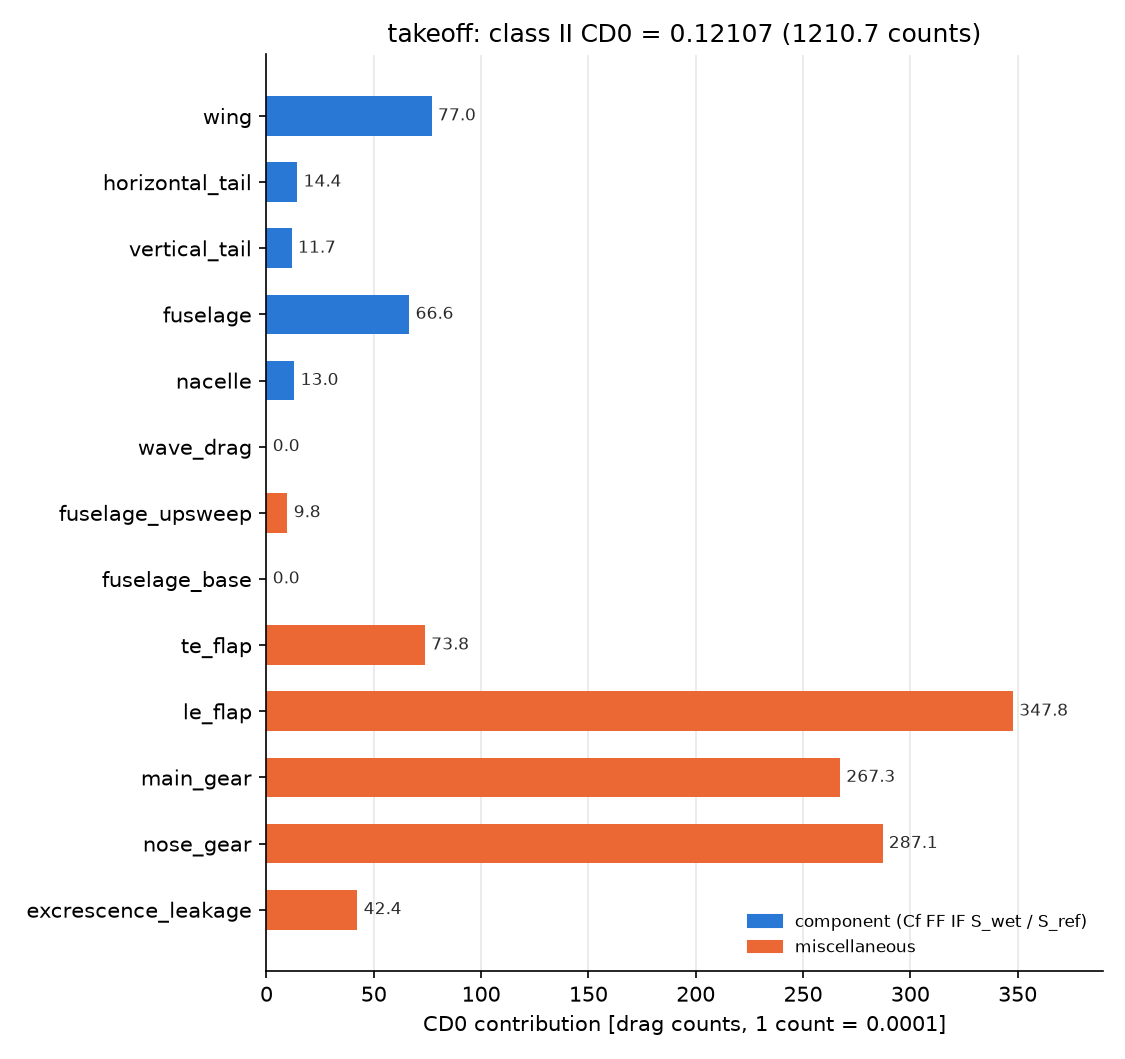 takeoff: class II CD0 = 0.12107 (1210.7 counts)
wing 77.0
horizontal_tail 14.4
vertical_tail 11.7
fuselage 66.6
nacelle 13.0
wave_drag 0.0
fuselage_upsweep 9.8
fuselage_base 0.0
te_flap 73.8
le_flap 347.8
main_gear 267.3
nose_gear 287.1
excrescence_leakage 42.4
component (Cf FF IF S_wet / S_ref)
miscellaneous
0 50 100 150 200 250 300 350
CD0 contribution [drag counts, 1 count = 0.0001]